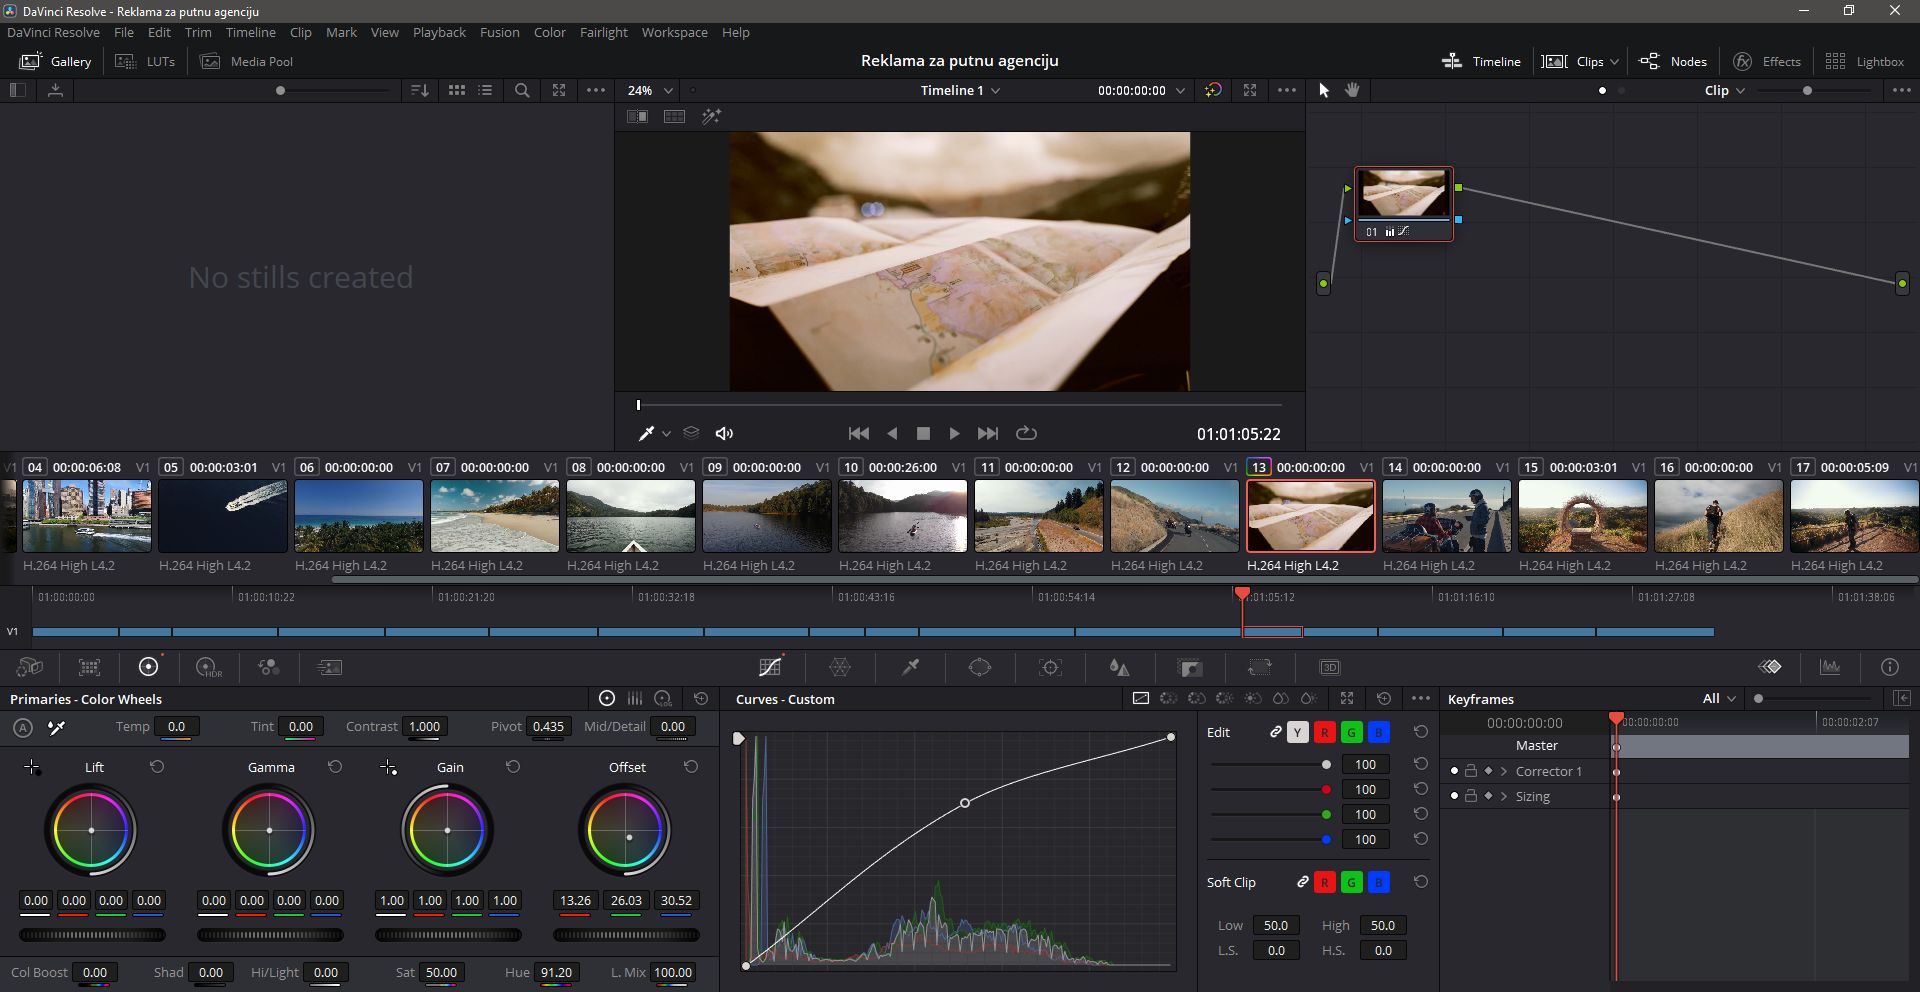 DaVinci Resolve - Reklama za putnu agenciju
DaVinci Resolve File Edit Trim Timeline Clip Mark View Playback Fusion Color Fairlight Workspace Help
Gallery LUTs Media Pool Reklama za putnu agenciju Timeline Clips Nodes Effects Lightbox
24% Timeline 1 00:00:00:00 Clip
No stills created
01
01:01:05:22
V1 04 00:00:06:08 V1 05 00:00:03:01 V1 06 00:00:00:00 V1 07 00:00:00:00 V1 08 00:00:00:00 V1 09 00:00:00:00 V1 10 00:00:26:00 V1 11 00:00:00:00 V1 12 00:00:00:00 V1 13 00:00:00:00 V1 14 00:00:00:00 V1 15 00:00:03:01 V1 16 00:00:00:00 V1 17 00:00:05:09 V1
H.264 High L4.2 H.264 High L4.2 H.264 High L4.2 H.264 High L4.2 H.264 High L4.2 H.264 High L4.2 H.264 High L4.2 H.264 High L4.2 H.264 High L4.2 H.264 High L4.2 H.264 High L4.2 H.264 High L4.2 H.264 High L4.2 H.264 High L4.2
01:00:00:00 01:00:10:22 01:00:21:20 01:00:32:18 01:00:43:16 01:00:54:14 01:01:05:12 01:01:16:10 01:01:27:08 01:01:38:06
V1
HDR 3D
Primaries - Color Wheels LOG Curves - Custom Keyframes All
A Temp 0.0 Tint 0.00 Contrast 1.000 Pivot 0.435 Mid/Detail 0.00
Edit Y R G B
00:00:00:00 00:00:00:00 00:00:02:07
Master
Lift Gamma Gain Offset
100
Corrector 1
100
Sizing
100
100
0.00 0.00 0.00 0.00 0.00 0.00 0.00 0.00 1.00 1.00 1.00 1.00 13.26 26.03 30.52
Soft Clip R G B
Low 50.0 High 50.0
L.S. 0.0 H.S. 0.0
Col Boost 0.00 Shad 0.00 Hi/Light 0.00 Sat 50.00 Hue 91.20 L. Mix 100.00